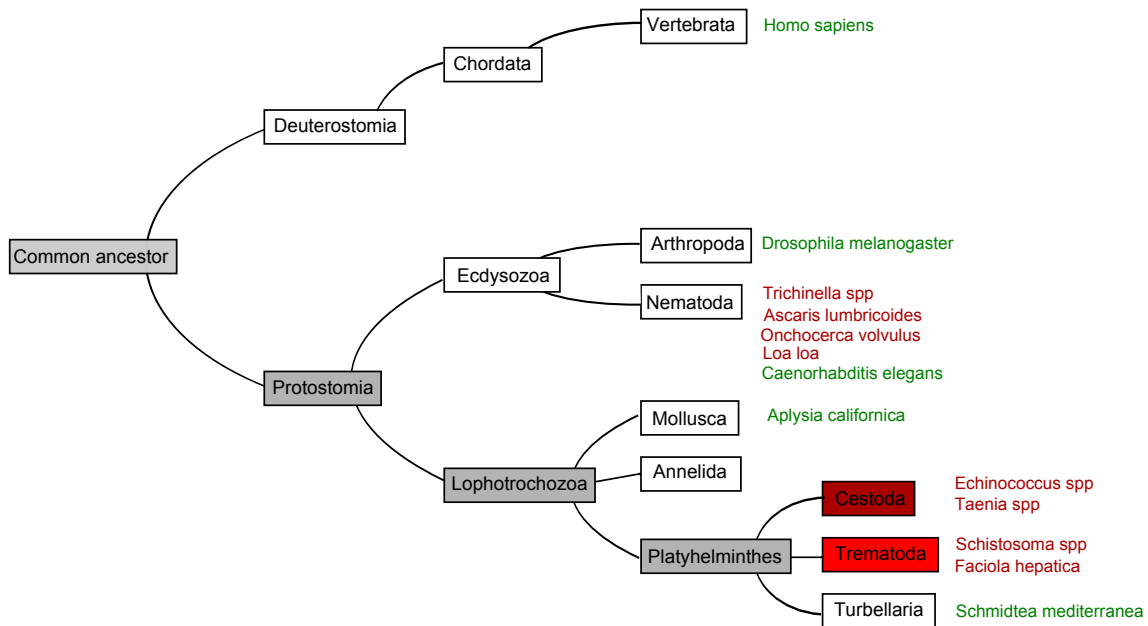 Vertebrata
Homo sapiens
Chordata
Deuterostomia
Common ancestor
Arthropoda
Drosophila melanogaster
Ecdysozoa
Nematoda
Trichinella spp
Ascaris lumbricoides
Onchocerca volvulus
Loa loa
Caenorhabditis elegans
Protostomia
Mollusca
Aplysia californica
Annelida
Lophotrochozoa
Cestoda
Echinococcus spp
Taenia spp
Platyhelminthes
Trematoda
Schistosoma spp
Faciola hepatica
Turbellaria
Schmidtea mediterranea